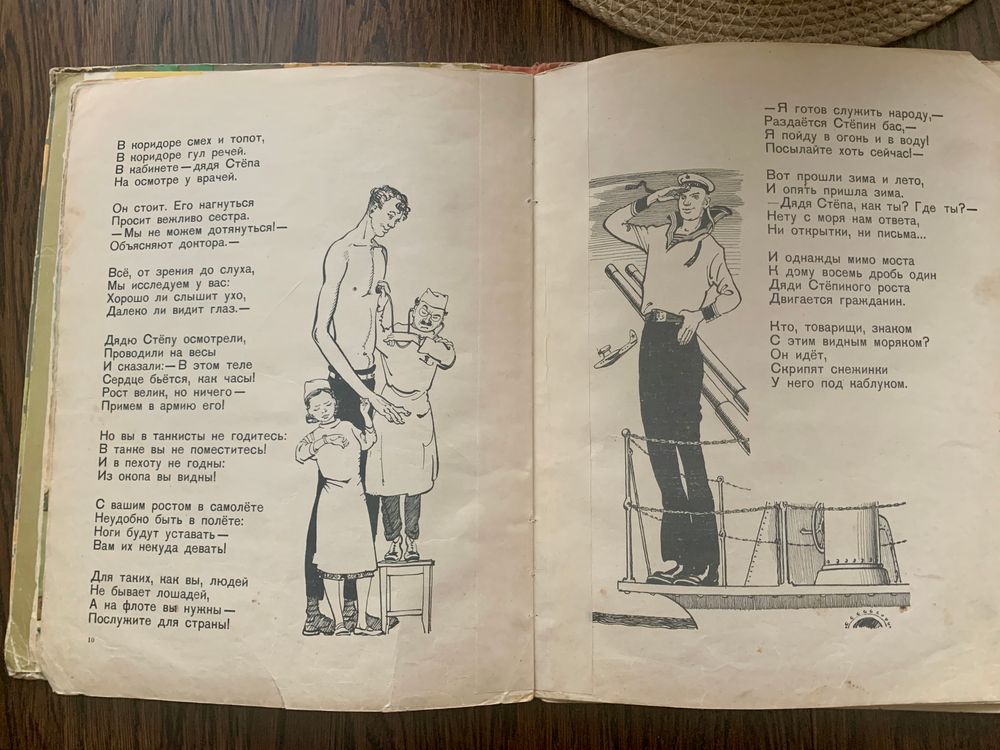 В коридоре смех и топот,
В коридоре гул речей.
В кабинете — дядя Стёпа
На осмотре у врачей.
Он стоит. Его нагнуться
Просит вежливо сестра.
— Мы не можем дотянуться! —
Объясняют доктора. —
Всё, от зрения до слуха,
Мы исследуем у вас:
Хорошо ли слышит ухо,
Далеко ли видит глаз. —
Дядю Стёпу осмотрели,
Проводили на весы
И сказали: — В этом теле
Сердце бьётся, как часы!
Рост велик, но ничего —
Примем в армию его!
Но вы в танкисты не годитесь:
В танке вы не поместитесь!
И в пехоту не годны:
Из окопа вы видны!
С вашим ростом в самолёте
Неудобно быть в полёте:
Ноги будут уставать —
Вам их некуда девать!
Для таких, как вы, людей
Не бывает лошадей,
А на флоте вы нужны —
Послужите для страны!
10
— Я готов служить народу, —
Раздаётся Стёпин бас, —
Я пойду в огонь и в воду!
Посылайте хоть сейчас! —
Вот прошли зима и лето,
И опять пришла зима.
— Дядя Стёпа, как ты? Где ты? —
Нету с моря нам ответа,
Ни открытки, ни письма...
И однажды мимо моста
К дому восемь дробь один
Дяди Стёпиного роста
Двигается гражданин.
Кто, товарищи, знаком
С этим видным моряком?
Он идёт,
Скрипят снежинки
У него под каблуком.